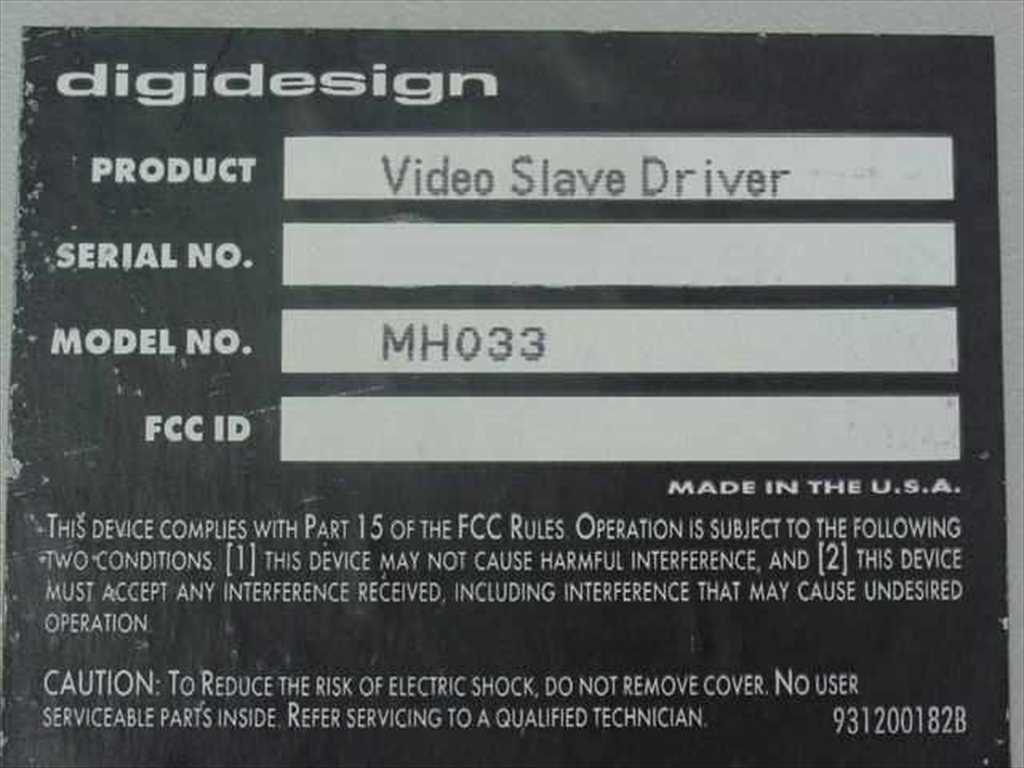 digidesign
PRODUCT Video Slave Driver
SERIAL NO.
MODEL NO. MH033
FCC ID
MADE IN THE U.S.A.
THIS DEVICE COMPLIES WITH PART 15 OF THE FCC RULES. OPERATION IS SUBJECT TO THE FOLLOWING
TWO CONDITIONS. [1] THIS DEVICE MAY NOT CAUSE HARMFUL INTERFERENCE, AND [2] THIS DEVICE
MUST ACCEPT ANY INTERFERENCE RECEIVED, INCLUDING INTERFERENCE THAT MAY CAUSE UNDESIRED
OPERATION.
CAUTION: TO REDUCE THE RISK OF ELECTRIC SHOCK, DO NOT REMOVE COVER. NO USER
SERVICEABLE PARTS INSIDE. REFER SERVICING TO A QUALIFIED TECHNICIAN. 931200182B